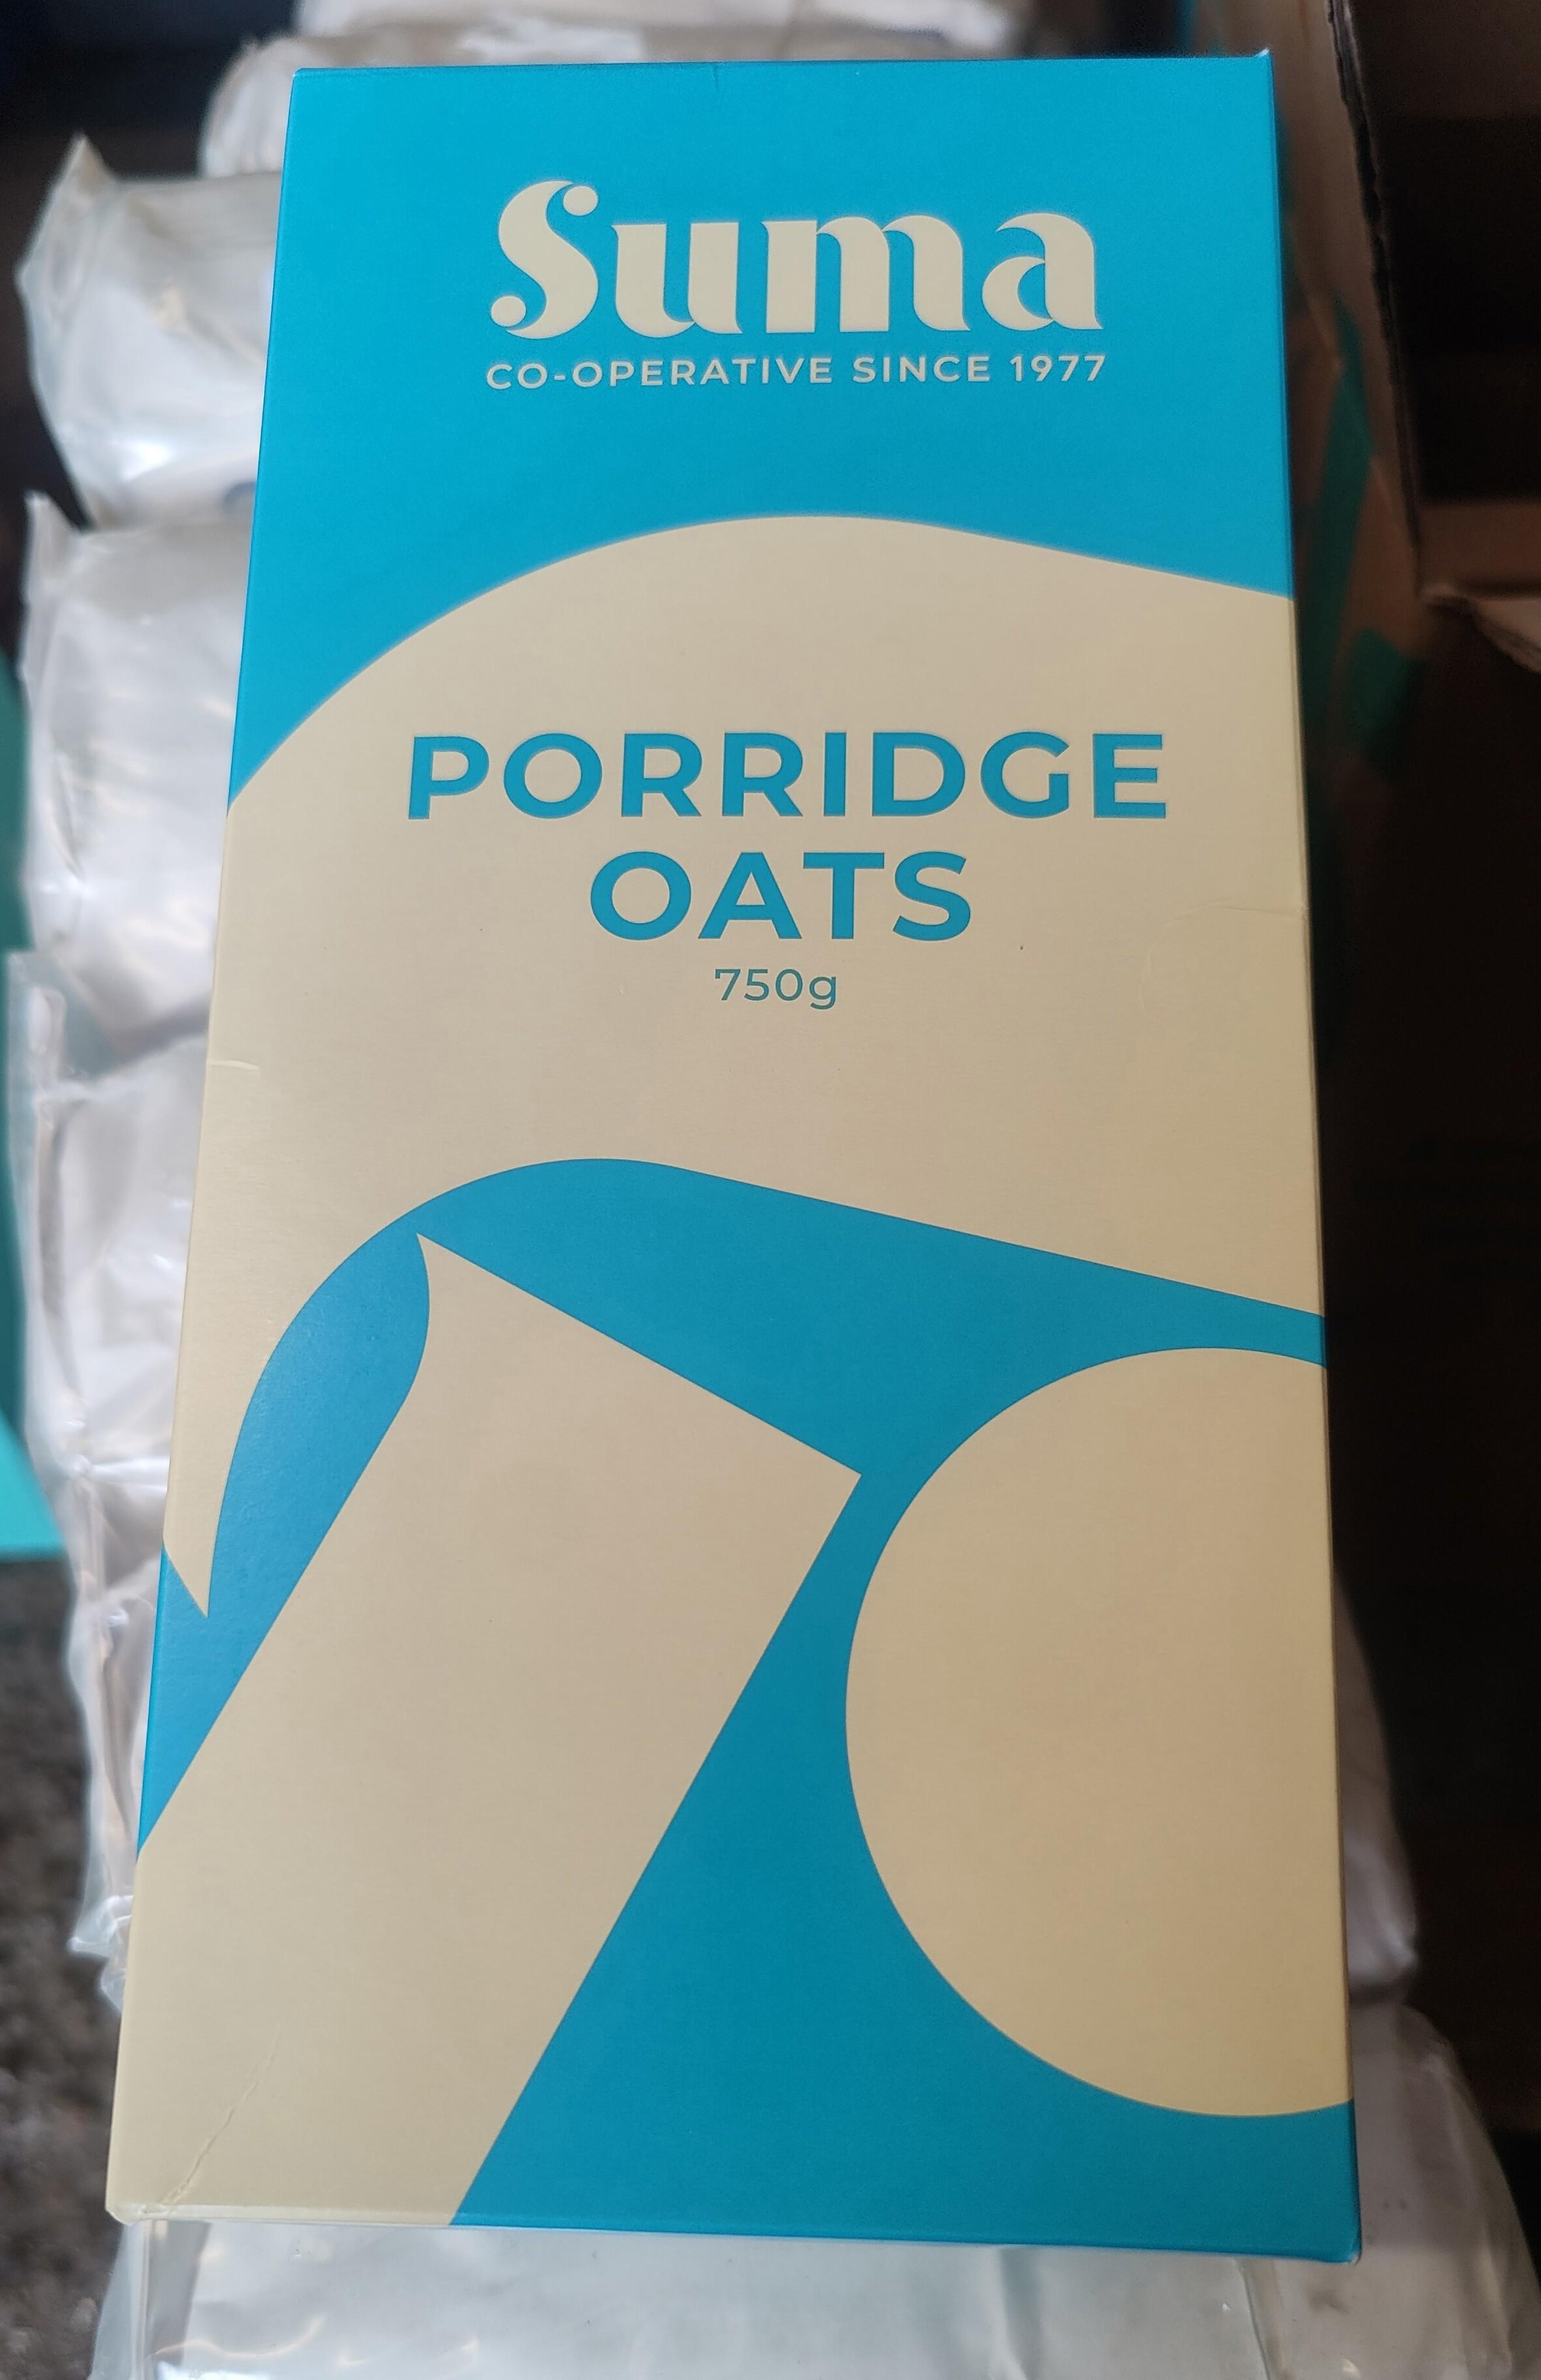 Suma
CO-OPERATIVE SINCE 1977
PORRIDGE
OATS
750g